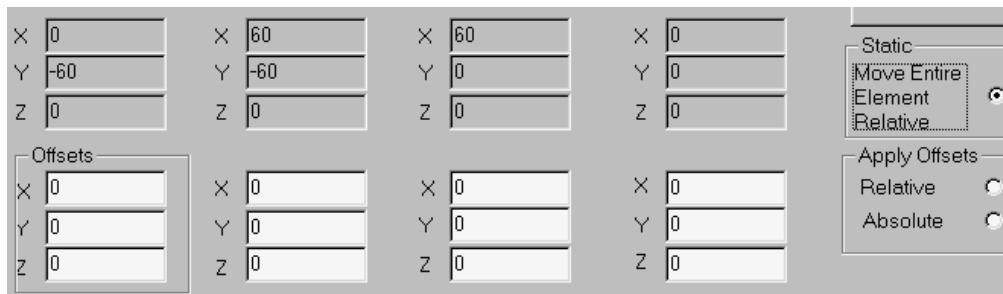 X 0 X 60 X 60 X 0
Static
Y -60 Y -60 Y 0 Y 0
Move Entire
Z 0 Z 0 Z 0 Z 0
Element
Relative
Offsets
Apply Offsets
X 0 X 0 X 0 X 0
Relative
Y 0 Y 0 Y 0 Y 0
Absolute
Z 0 Z 0 Z 0 Z 0